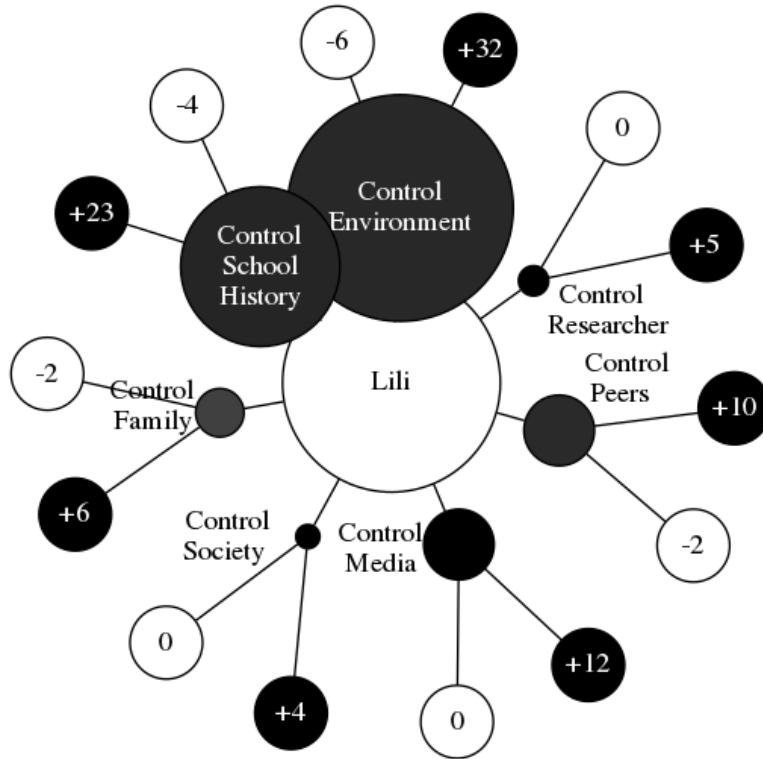 -6
+32
-4
0
Control
Environment
+23
Control
School
History
+5
Control
Researcher
-2
Lili
Control
Peers
Control
Family
+10
+6
Control
Society
Control
Media
-2
0
+12
+4
0